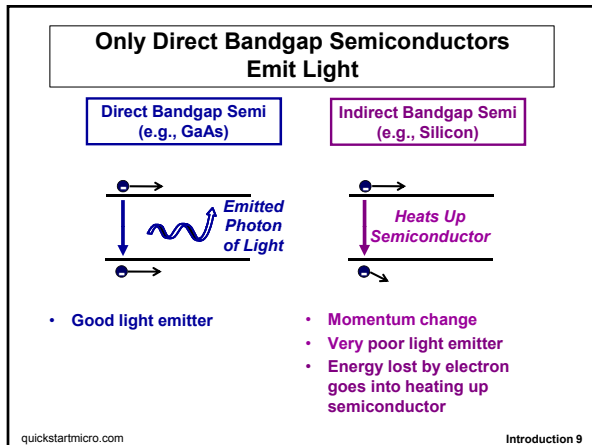 Only Direct Bandgap Semiconductors
Emit Light
Direct Bandgap Semi
(e.g., GaAs)
Emitted
Photon
of Light
• Good light emitter
Indirect Bandgap Semi
(e.g., Silicon)
Heats Up
Semiconductor
• Momentum change
• Very poor light emitter
• Energy lost by electron
goes into heating up
semiconductor
quickstartmicro.com
Introduction 9